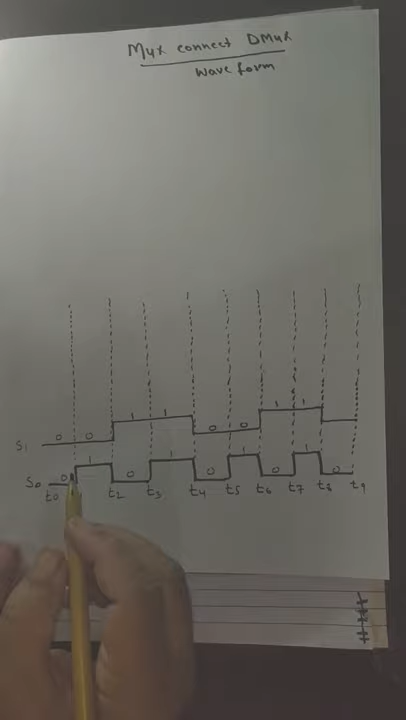 Mux connect DMux
Wave form
S1 0 0 1 1 0 0 1 1
S0 0 1 0 1 0 1 0 1 0
t0 t2 t3 t4 t5 t6 t7 t8 t9